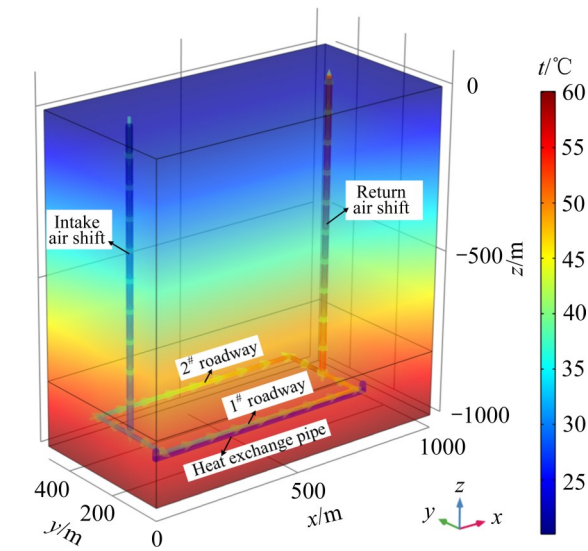 t/℃
60
55
50
45
40
35
30
25
0
−500
z/m
−1000
Return
air shift
Intake
air shift
2# roadway
1# roadway
Heat exchange pipe
400
200
0
y/m
500
1000
x/m
z
y
x